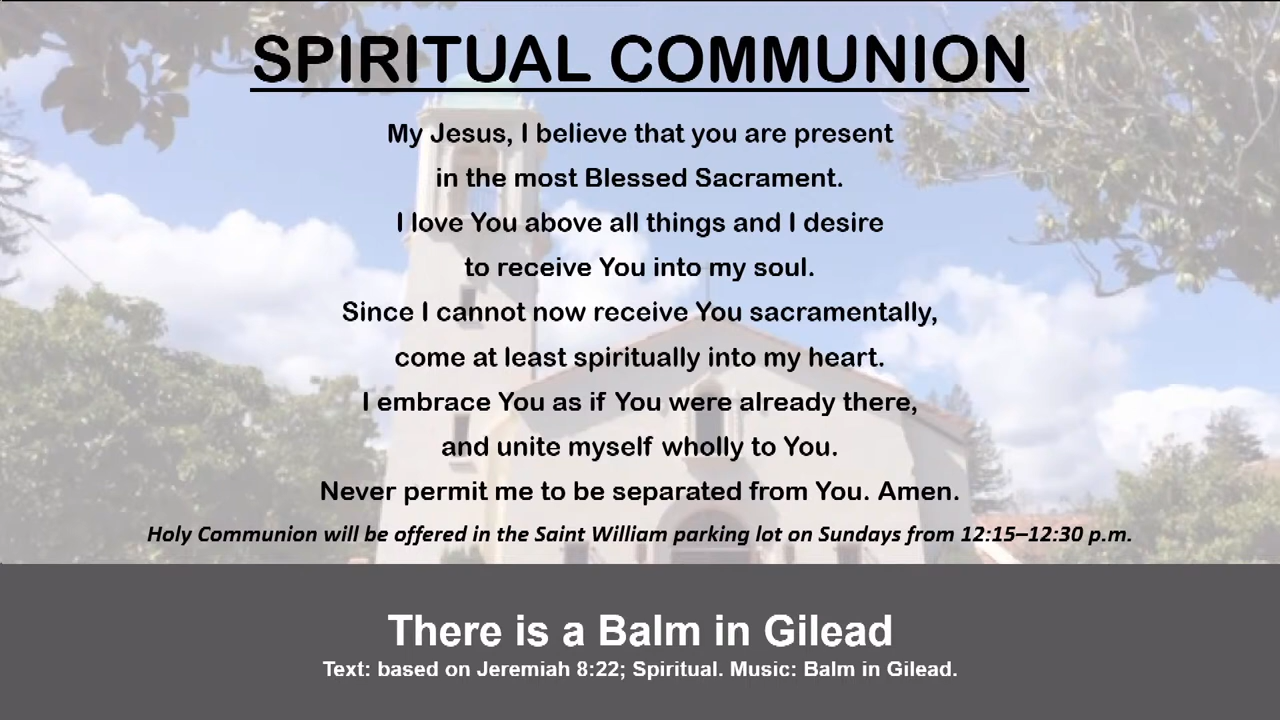 SPIRITUAL COMMUNION
My Jesus, I believe that you are present
in the most Blessed Sacrament.
I love You above all things and I desire
to receive You into my soul.
Since I cannot now receive You sacramentally,
come at least spiritually into my heart.
I embrace You as if You were already there,
and unite myself wholly to You.
Never permit me to be separated from You. Amen.
Holy Communion will be offered in the Saint William parking lot on Sundays from 12:15–12:30 p.m.
There is a Balm in Gilead
Text: based on Jeremiah 8:22; Spiritual. Music: Balm in Gilead.